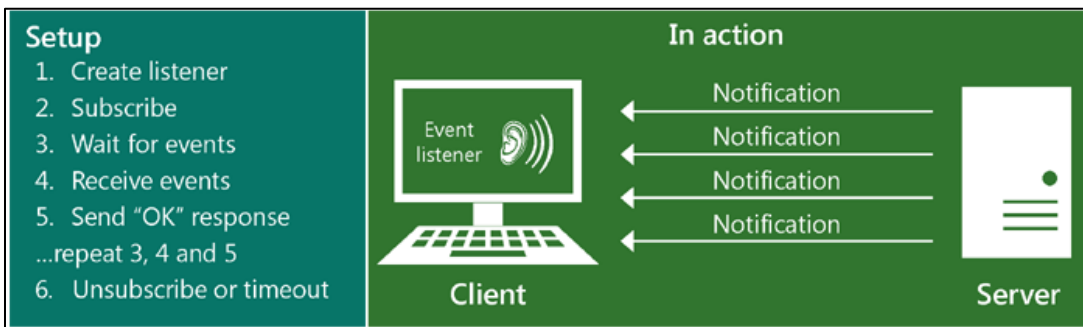 Setup
1. Create listener
2. Subscribe
3. Wait for events
4. Receive events
5. Send “OK” response
...repeat 3, 4 and 5
6. Unsubscribe or timeout
In action
Event
listener
Notification
Notification
Notification
Notification
Client
Server